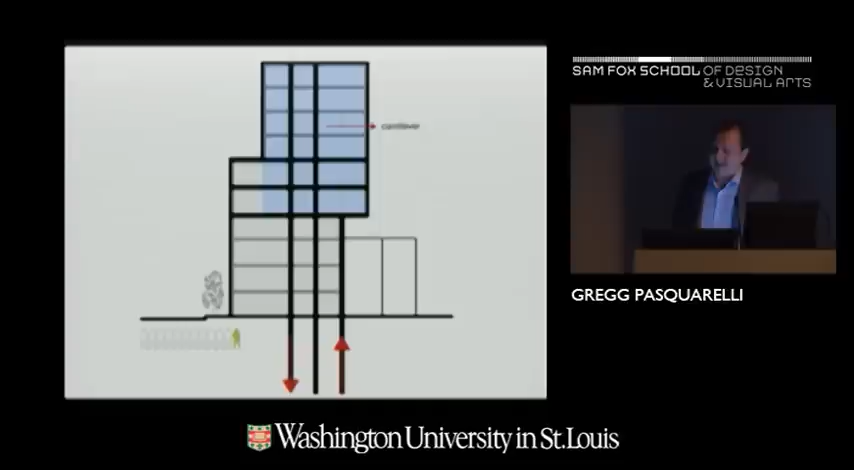 cantilever
SAM FOX SCHOOL OF DESIGN
& VISUAL ARTS
GREGG PASQUARELLI
Washington University in St. Louis